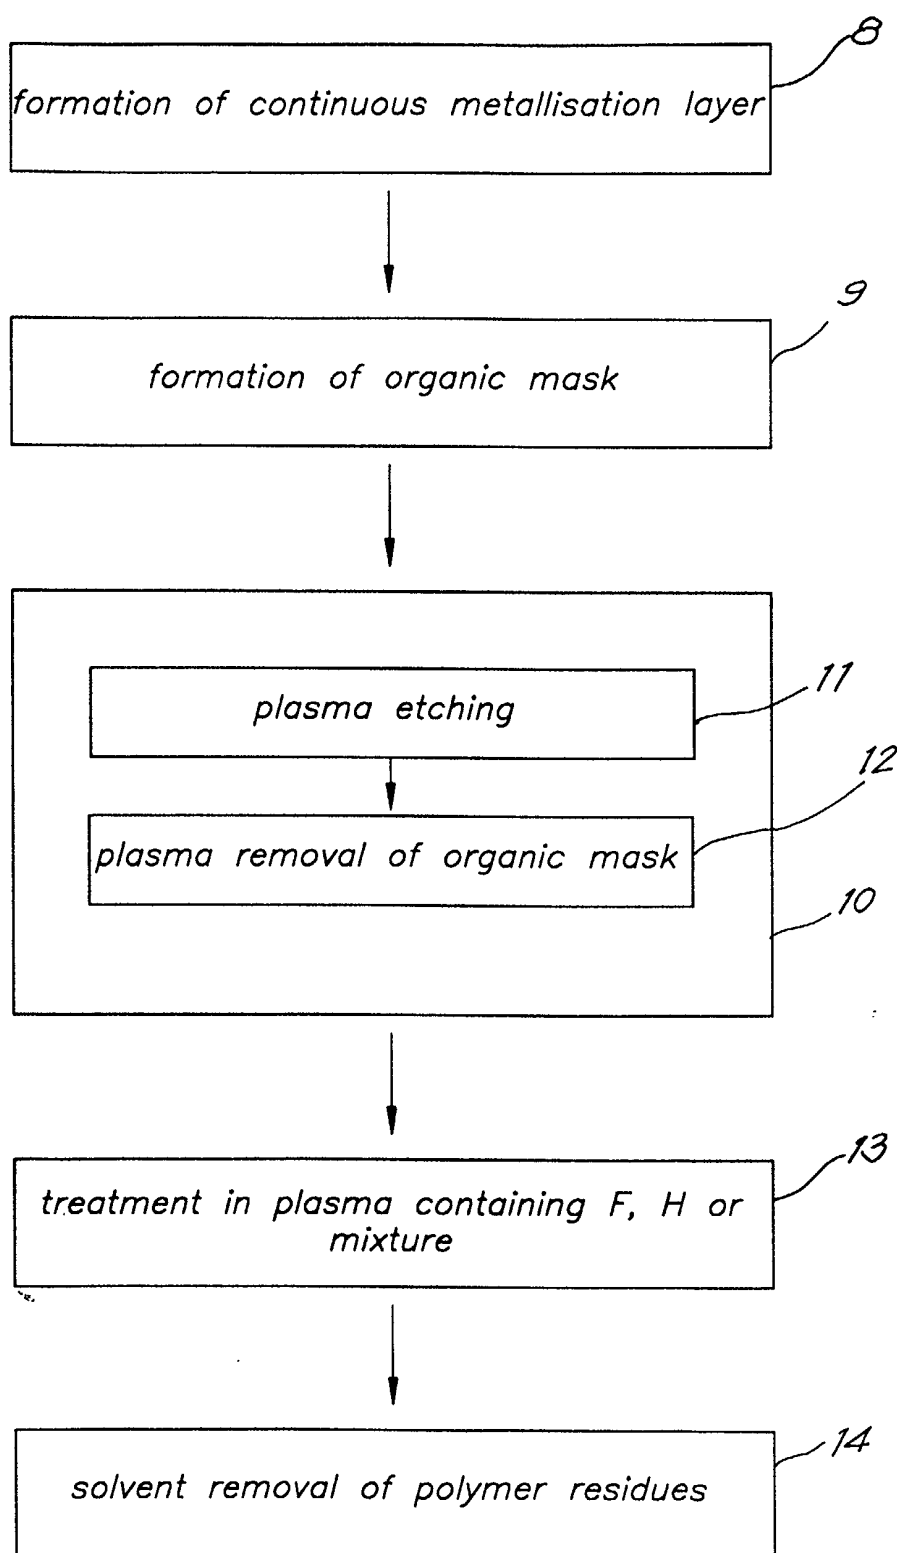 8
formation of continuous metallisation layer
9
formation of organic mask
11
plasma etching
12
plasma removal of organic mask
10
13
treatment in plasma containing F, H or
mixture
14
solvent removal of polymer residues